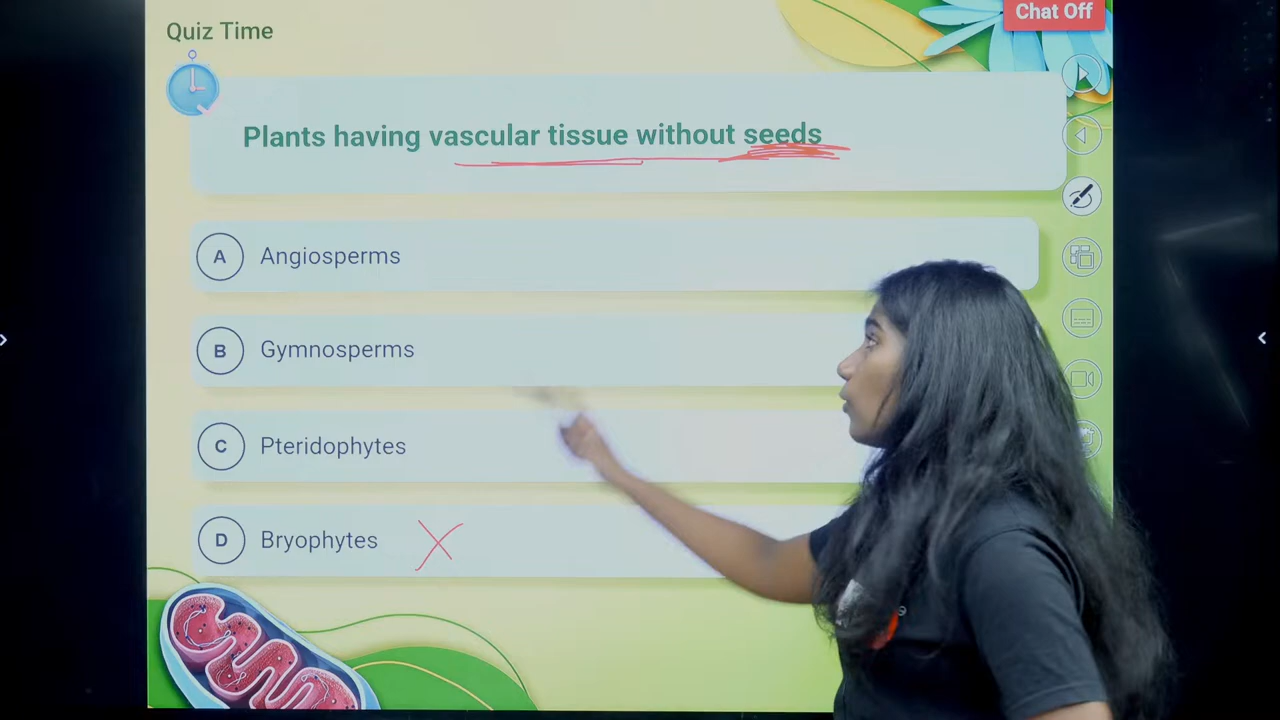 Quiz Time
Chat Off
Plants having vascular tissue without seeds
A Angiosperms
B Gymnosperms
C Pteridophytes
D Bryophytes X